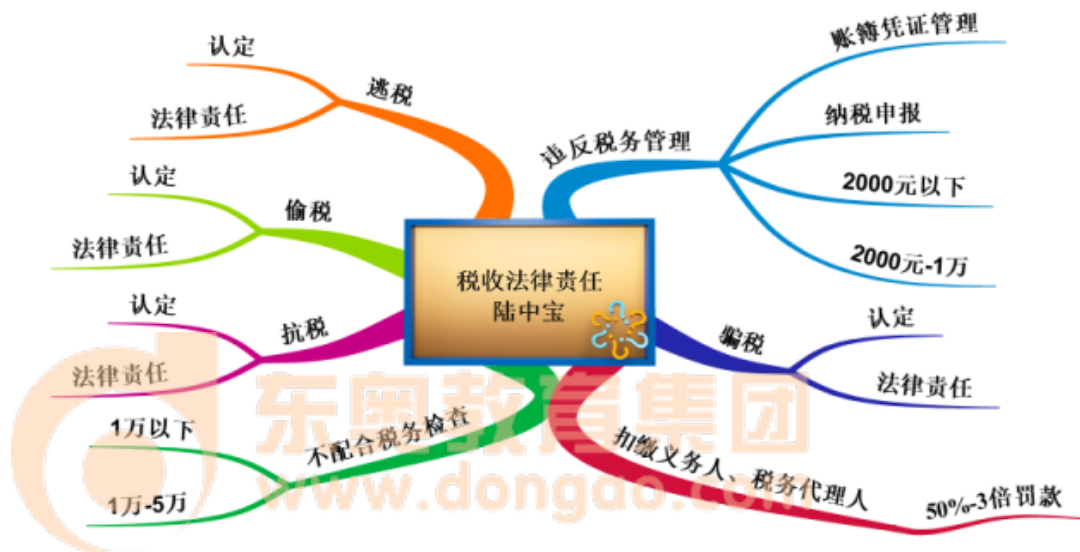 税收法律责任
陆中宝
违反税务管理
账簿凭证管理
纳税申报
2000元以下
2000元-1万
骗税
认定
法律责任
扣缴义务人、税务代理人
50%-3倍罚款
不配合税务检查
1万以下
1万-5万
抗税
认定
法律责任
偷税
认定
法律责任
逃税
认定
法律责任
东奥教育集团
www.dongao.com